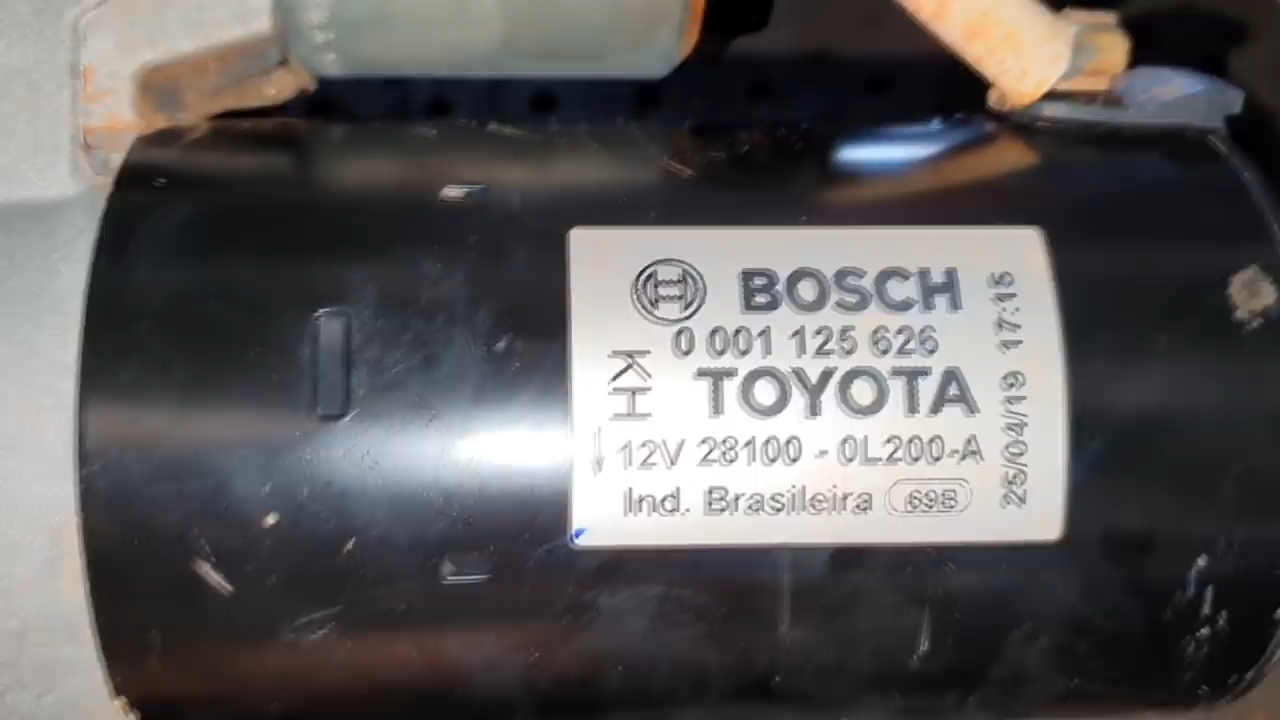 BOSCH
0 001 125 626
KH
TOYOTA
12V 28100 - 0L200-A
Ind. Brasileira 69B
25/04/19 17:15